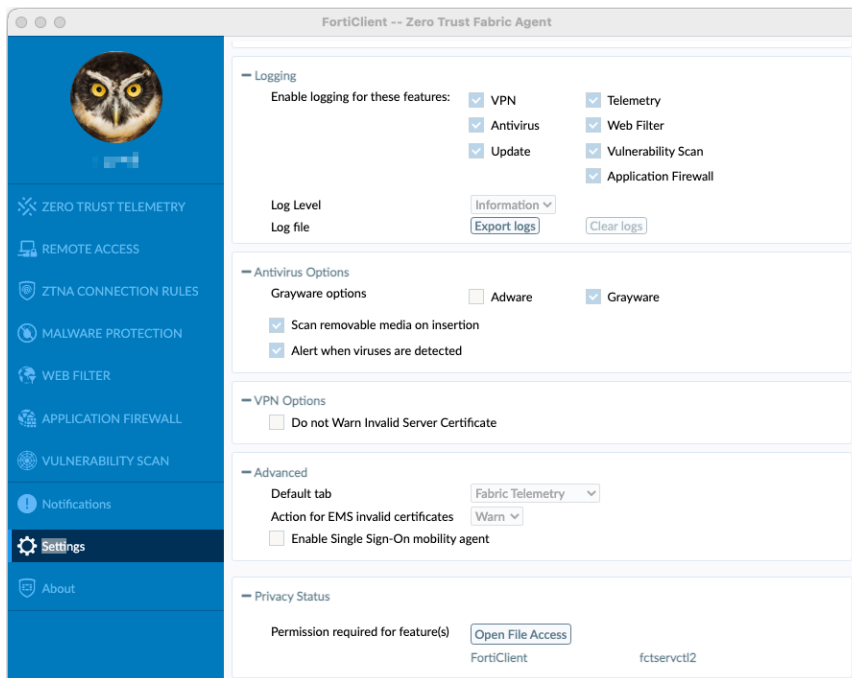 FortiClient -- Zero Trust Fabric Agent
ZERO TRUST TELEMETRY
REMOTE ACCESS
ZTNA CONNECTION RULES
MALWARE PROTECTION
WEB FILTER
APPLICATION FIREWALL
VULNERABILITY SCAN
Notifications
Settings
About
Logging
Enable logging for these features: VPN Telemetry
Antivirus Web Filter
Update Vulnerability Scan
Application Firewall
Log Level Information
Log file Export logs Clear logs
Antivirus Options
Grayware options Adware Grayware
Scan removable media on insertion
Alert when viruses are detected
VPN Options
Do not Warn Invalid Server Certificate
Advanced
Default tab Fabric Telemetry
Action for EMS invalid certificates Warn
Enable Single Sign-On mobility agent
Privacy Status
Permission required for feature(s) Open File Access
FortiClient fctservctl2